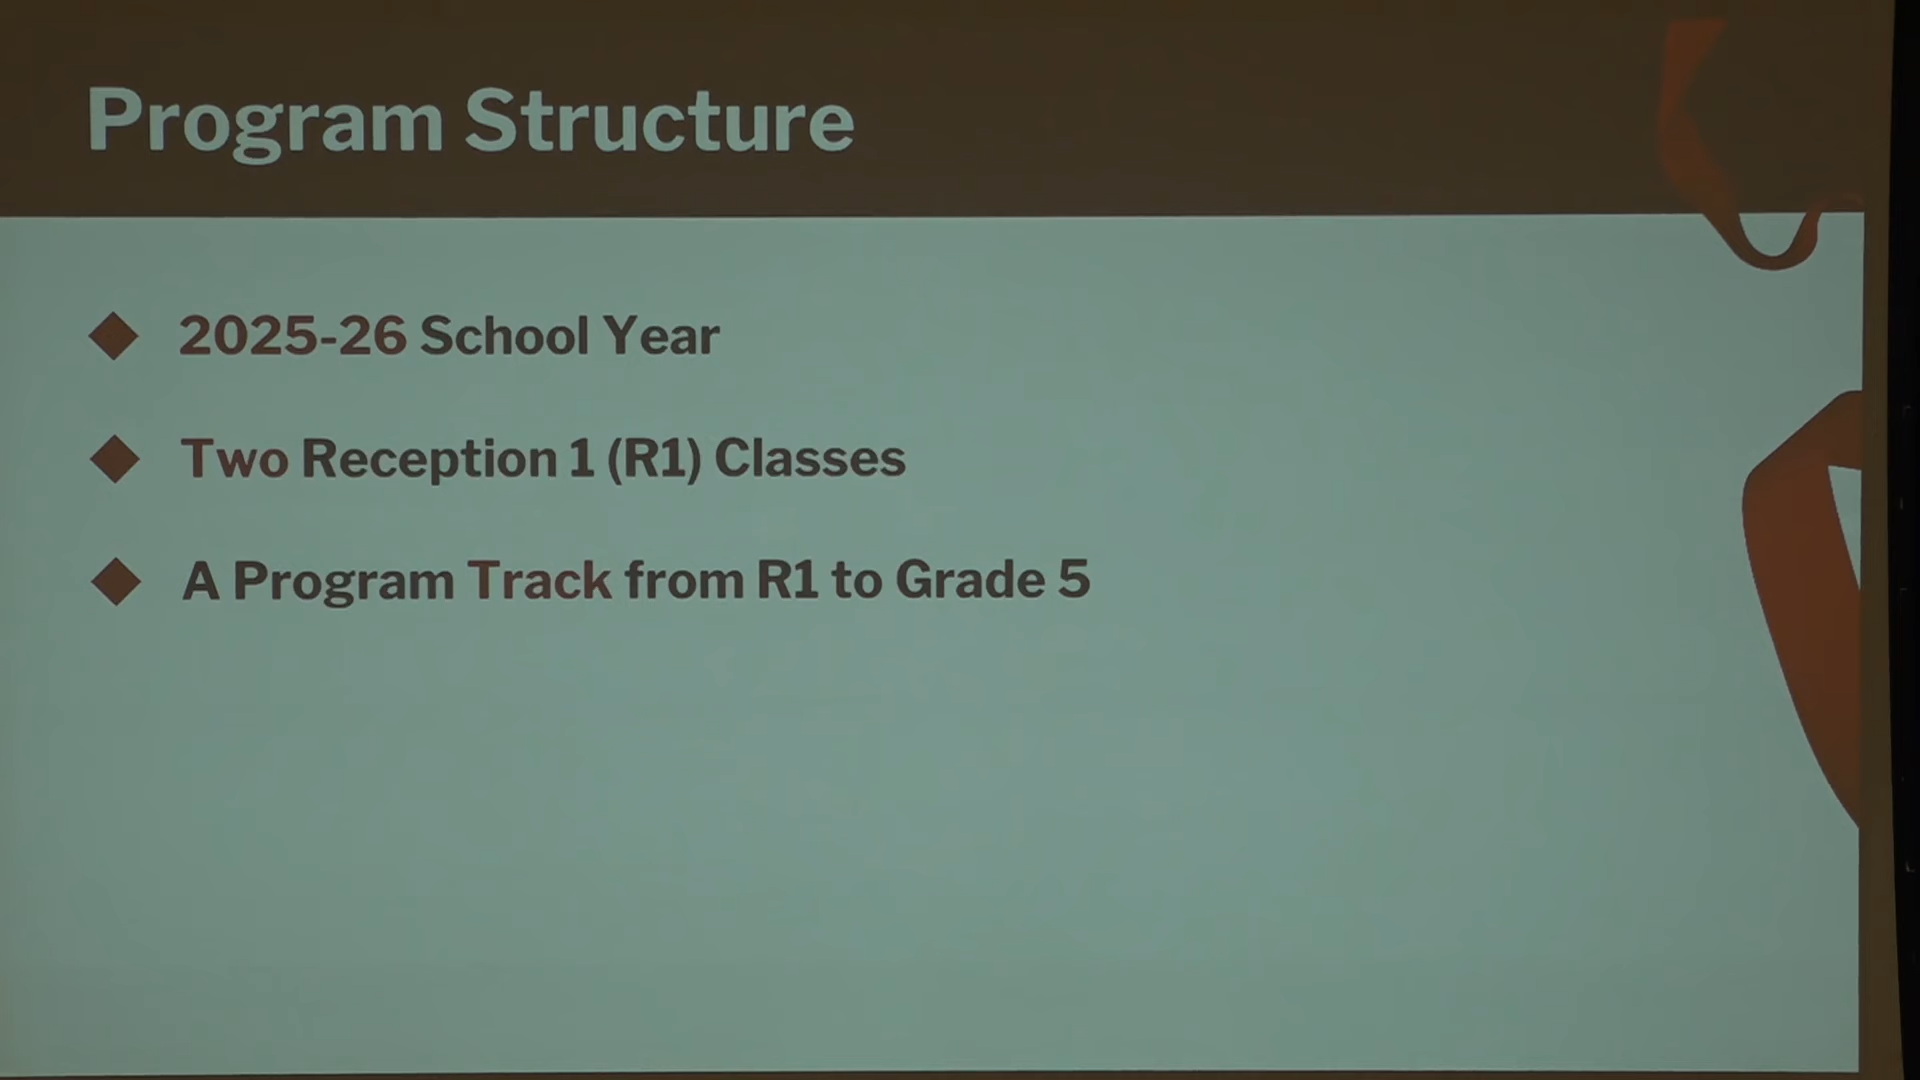 Program Structure
2025-26 School Year
Two Reception 1 (R1) Classes
A Program Track from R1 to Grade 5